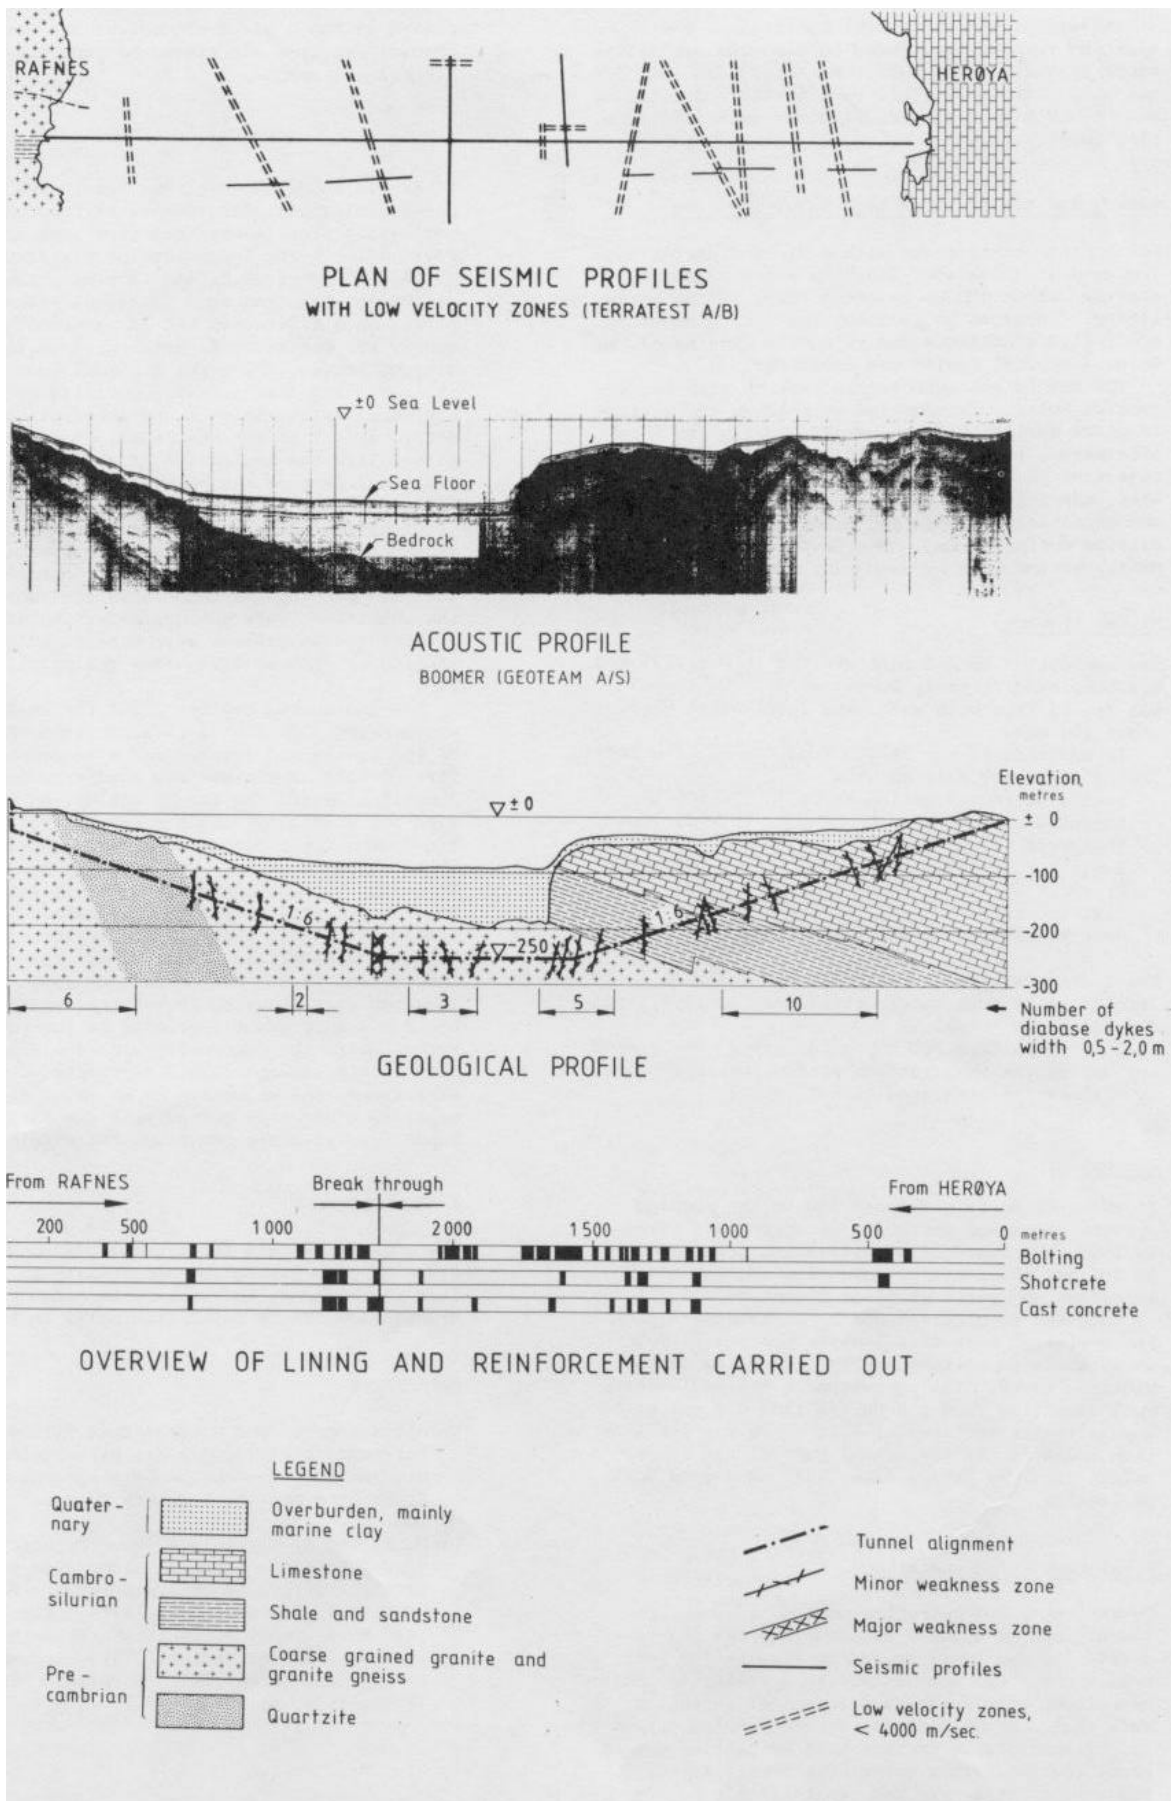 RAFNES
HERØYA
PLAN OF SEISMIC PROFILES
WITH LOW VELOCITY ZONES (TERRATEST A/B)
±0 Sea Level
Sea Floor
Bedrock
ACOUSTIC PROFILE
BOOMER (GEOTEAM A/S)
Elevation,
metres
±0
± 0
-100
1 6
1 6
-200
-250
-300
6
2
3
5
10
Number of
diabase dykes
width 0,5-2,0 m
GEOLOGICAL PROFILE
From RAFNES
Break through
From HERØYA
200
500
1000
2000
1500
1000
500
0
metres
Bolting
Shotcrete
Cast concrete
OVERVIEW OF LINING AND REINFORCEMENT CARRIED OUT
LEGEND
Quater-
nary
Overburden, mainly
marine clay
Cambro-
silurian
Limestone
Shale and sandstone
Pre-
cambrian
Coarse grained granite and
granite gneiss
Quartzite
Tunnel alignment
Minor weakness zone
Major weakness zone
Seismic profiles
Low velocity zones,
< 4000 m/sec.